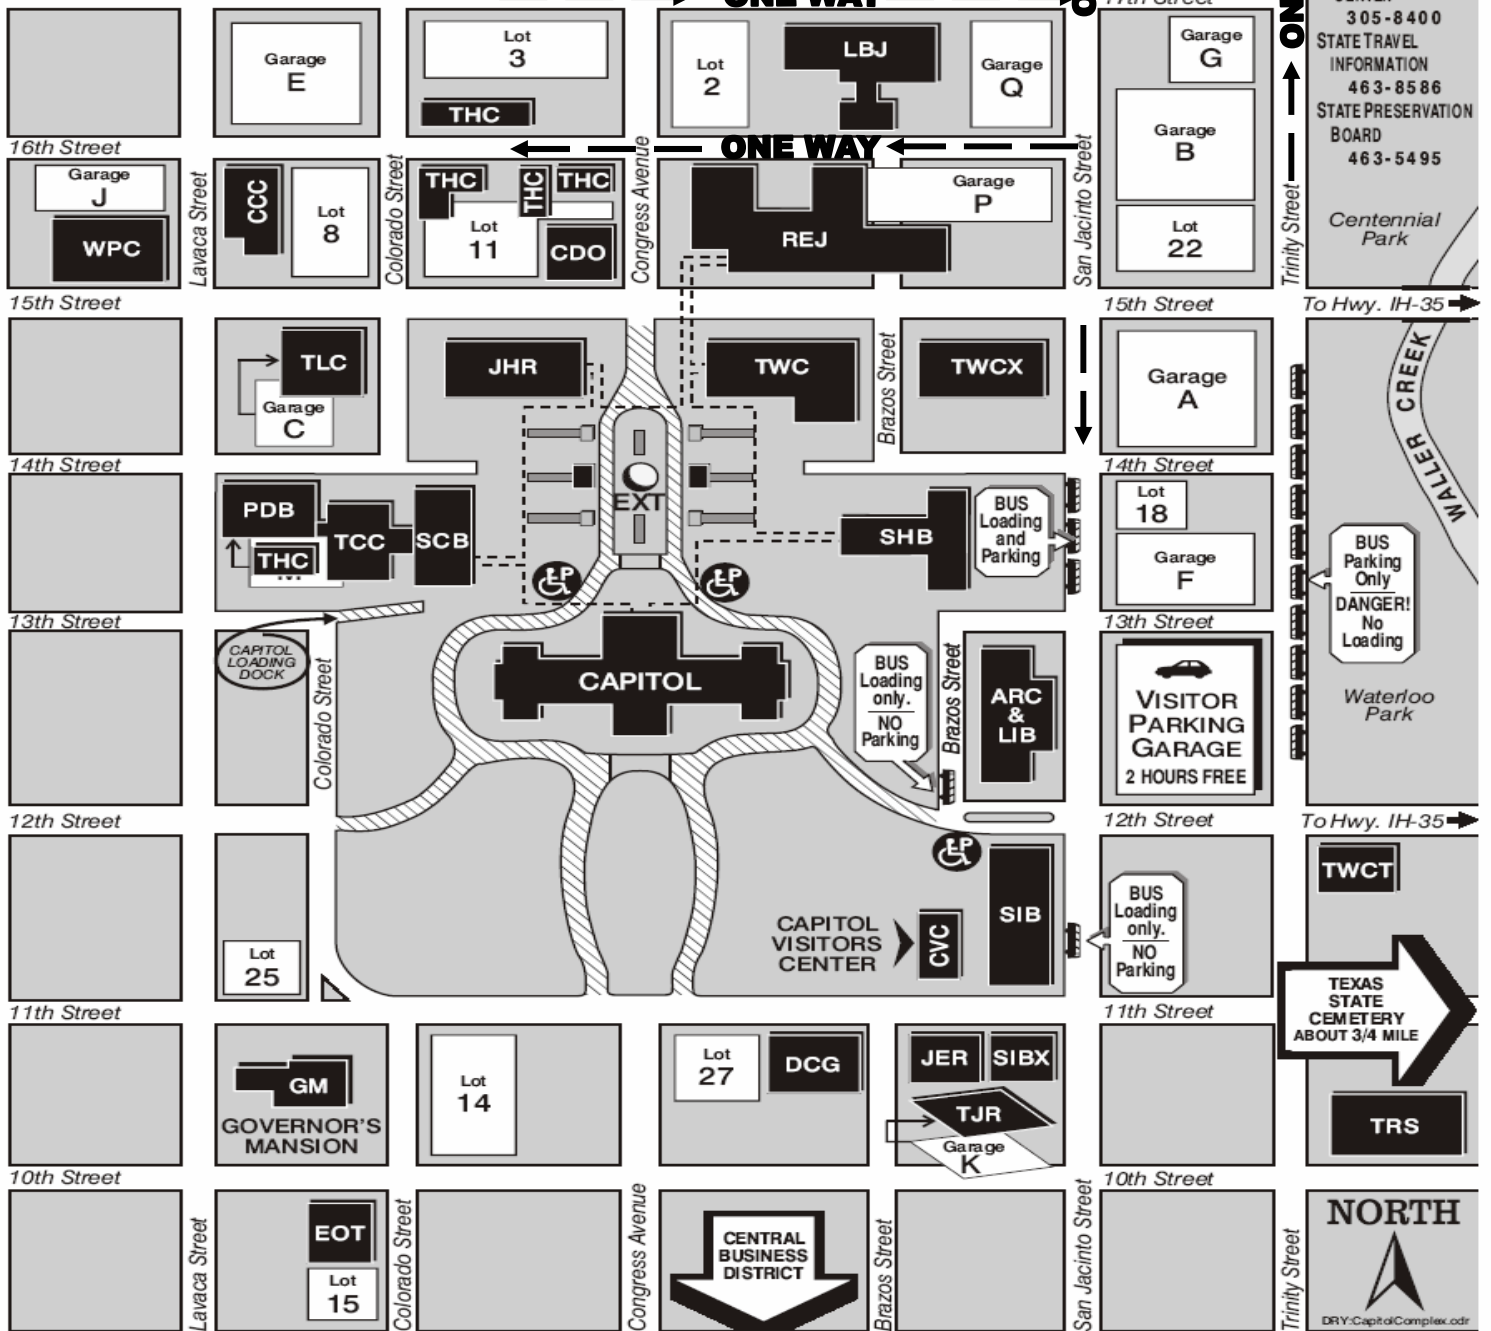 ONE WAY
17th Street
305-8400
STATE TRAVEL
INFORMATION
463-8586
STATE PRESERVATION
BOARD
463-5495
Garage
E
Lot
3
THC
Lot
2
LBJ
Garage
Q
Garage
G
Garage
B
16th Street
ONE WAY
Garage
J
WPC
Lavaca Street
CCC
Lot
8
Colorado Street
THC
THC
THC
Lot
11
CDO
Congress Avenue
REJ
Garage
P
San Jacinto Street
Lot
22
Trinity Street
Centennial
Park
15th Street
15th Street
To Hwy. IH-35
TLC
Garage
C
JHR
TWC
Brazos Street
TWCX
Garage
A
WALLER CREEK
14th Street
14th Street
EXT
PDB
THC
TCC
SCB
SHB
BUS
Loading
and
Parking
Lot
18
Garage
F
BUS
Parking
Only
DANGER!
No
Loading
13th Street
13th Street
CAPITOL
LOADING
DOCK
Colorado Street
CAPITOL
BUS
Loading
only.
NO
Parking
Brazos Street
ARC
&
LIB
VISITOR
PARKING
GARAGE
2 HOURS FREE
Waterloo
Park
12th Street
12th Street
To Hwy. IH-35
TWCT
Lot
25
CAPITOL
VISITORS
CENTER
CVC
SIB
BUS
Loading
only.
NO
Parking
TEXAS
STATE
CEMETERY
ABOUT 3/4 MILE
11th Street
11th Street
GM
GOVERNOR'S
MANSION
Lot
14
Lot
27
DCG
JER
SIBX
TJR
Garage
K
TRS
10th Street
10th Street
Lavaca Street
EOT
Lot
15
Colorado Street
Congress Avenue
CENTRAL
BUSINESS
DISTRICT
Brazos Street
San Jacinto Street
Trinity Street
NORTH
DRY:CapitolComplex.cdr